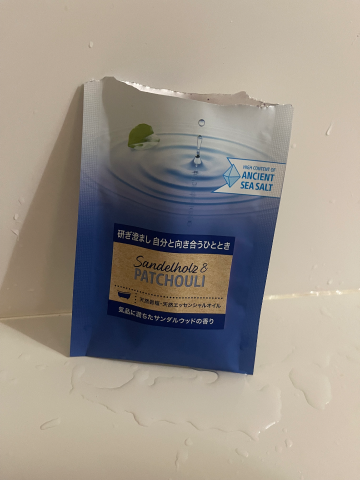 HIGH CONTENT OF
ANCIENT
SEA SALT
研ぎ澄まし 自分と向き合うひととき
Sandelholz &
PATCHOULI
天然岩塩・天然エッセンシャルオイル
気品に満ちたサンダルウッドの香り